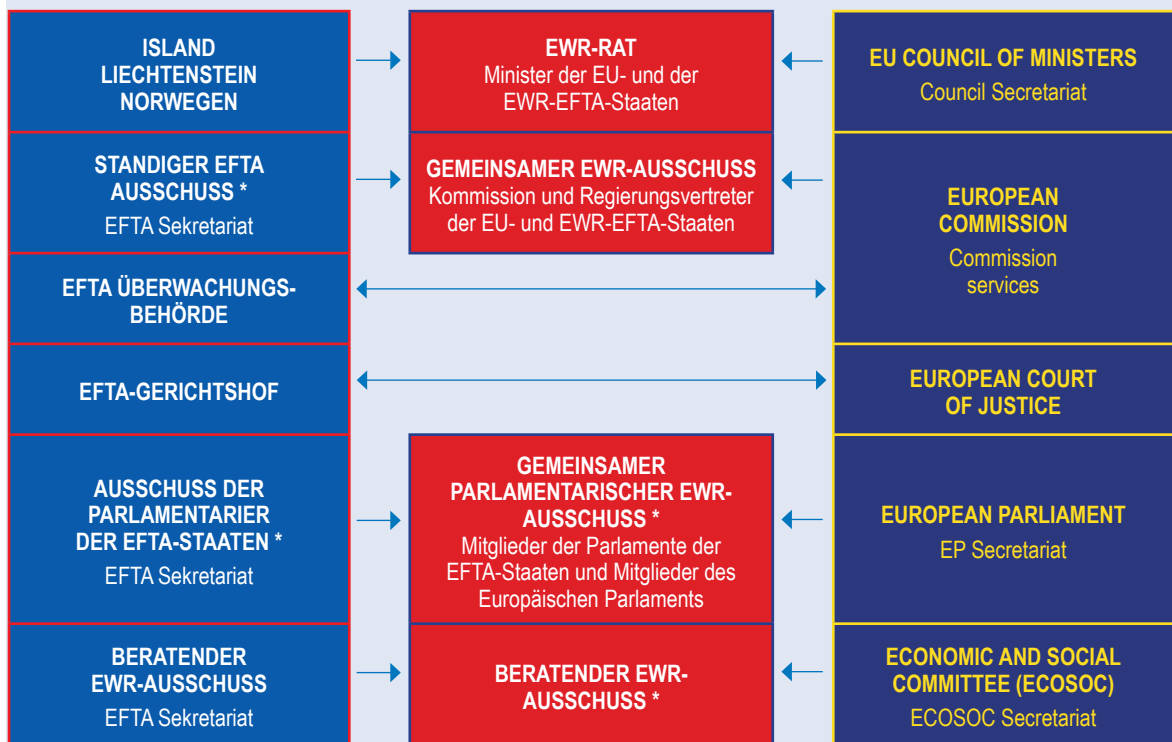 ISLAND
LIECHTENSTEIN
NORWEGEN
EWR-RAT
Minister der EU- und der
EWR-EFTA-Staaten
EU COUNCIL OF MINISTERS
Council Secretariat
STANDIGER EFTA
AUSSCHUSS *
EFTA Sekretariat
GEMEINSAMER EWR-AUSSCHUSS
Kommission und Regierungsvertreter
der EU- und EWR-EFTA-Staaten
EUROPEAN
COMMISSION
Commission
services
EFTA ÜBERWACHUNGS-
BEHÖRDE
EFTA-GERICHTSHOF
EUROPEAN COURT
OF JUSTICE
AUSSCHUSS DER
PARLAMENTARIER
DER EFTA-STAATEN *
EFTA Sekretariat
GEMEINSAMER
PARLAMENTARISCHER EWR-
AUSSCHUSS *
Mitglieder der Parlamente der
EFTA-Staaten und Mitglieder des
Europäischen Parlaments
EUROPEAN PARLIAMENT
EP Secretariat
BERATENDER
EWR-AUSSCHUSS
EFTA Sekretariat
BERATENDER EWR-
AUSSCHUSS *
ECONOMIC AND SOCIAL
COMMITTEE (ECOSOC)
ECOSOC Secretariat